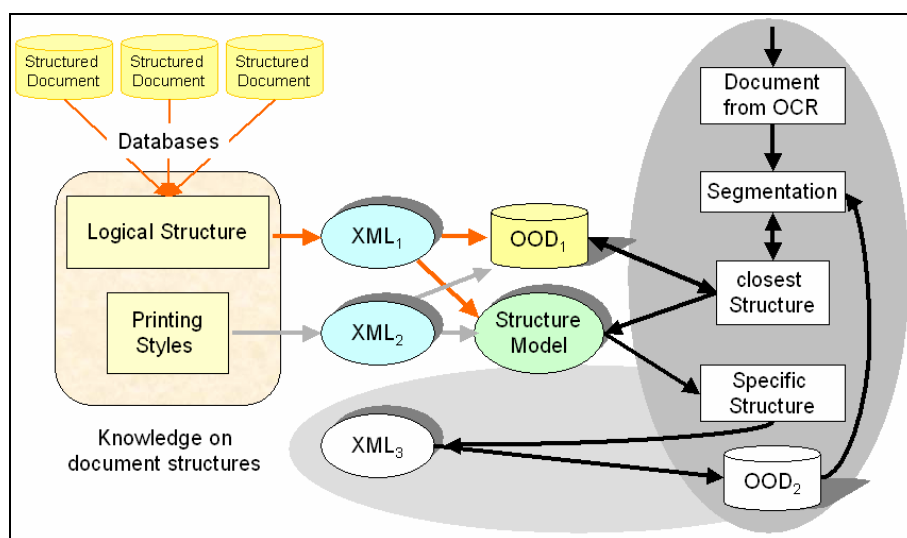 Structured
Document
Structured
Document
Structured
Document
Databases
Logical Structure
Printing
Styles
Knowledge on
document structures
XML1
XML2
XML3
OOD1
Structure
Model
Document
from OCR
Segmentation
closest
Structure
Specific
Structure
OOD2